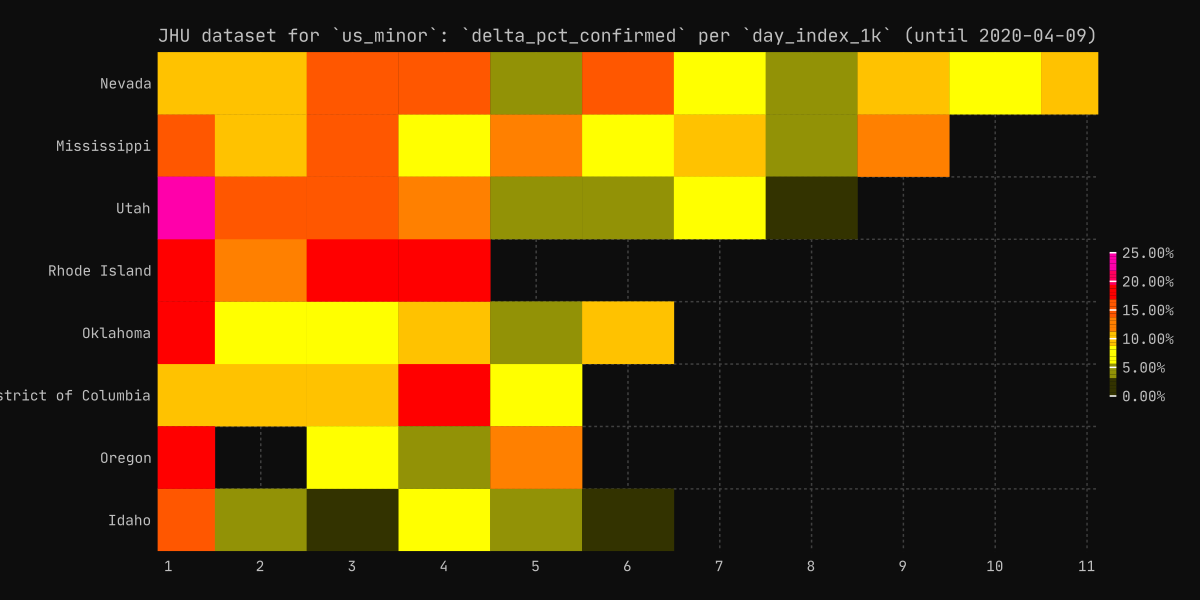 JHU dataset for `us_minor`: `delta_pct_confirmed` per `day_index_1k` (until 2020-04-09)
Nevada
Mississippi
Utah
Rhode Island
Oklahoma
strict of Columbia
Oregon
Idaho
1 2 3 4 5 6 7 8 9 10 11
25.00%
20.00%
15.00%
10.00%
5.00%
0.00%